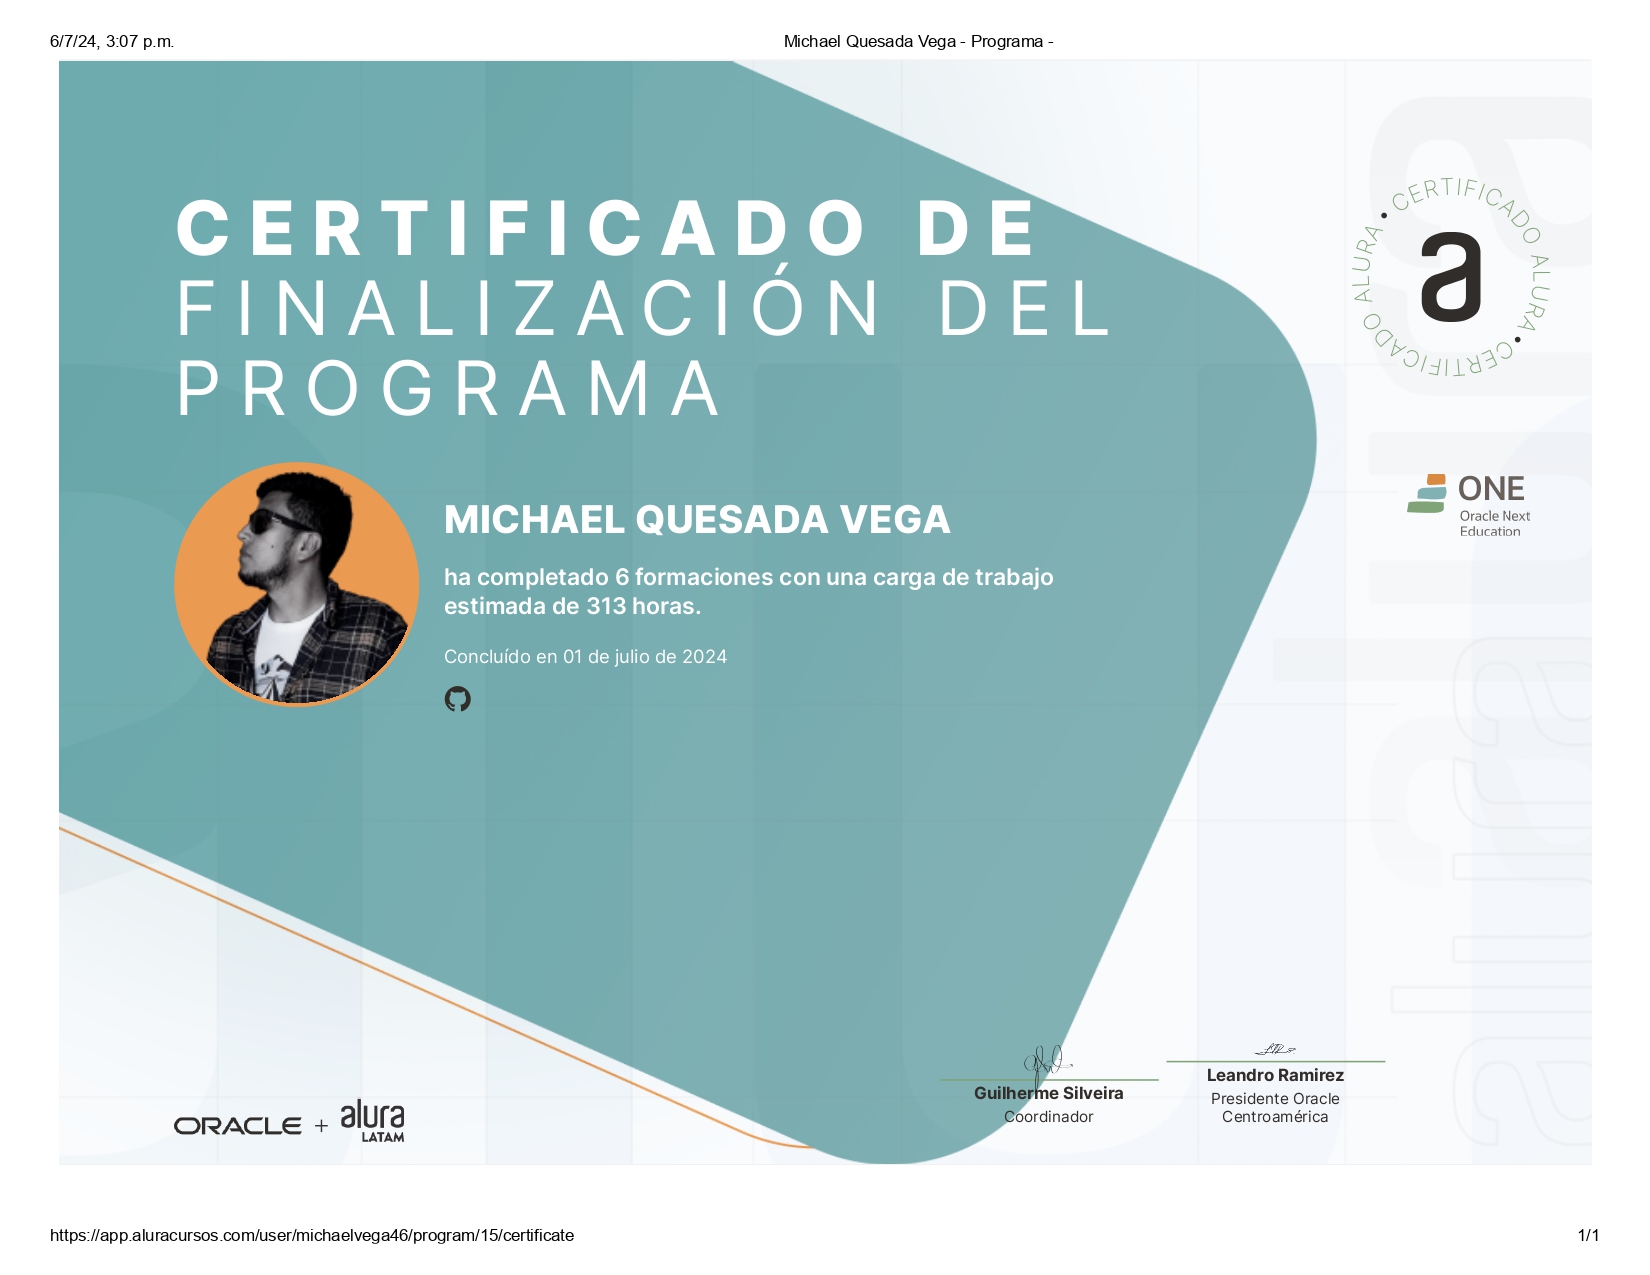 6/7/24, 3:07 p.m.
Michael Quesada Vega - Programa -
CERTIFICADO DE
FINALIZACIÓN DEL
PROGRAMA
CERTIFICADO ALURA • CERTIFICADO ALURA •
a
ONE
Oracle Next
Education
MICHAEL QUESADA VEGA
ha completado 6 formaciones con una carga de trabajo
estimada de 313 horas.
Concluído en 01 de julio de 2024
alura
alura
Guilherme Silveira
Coordinador
Leandro Ramirez
Presidente Oracle
Centroamérica
ORACLE + alura
LATAM
https://app.aluracursos.com/user/michaelvega46/program/15/certificate
1/1